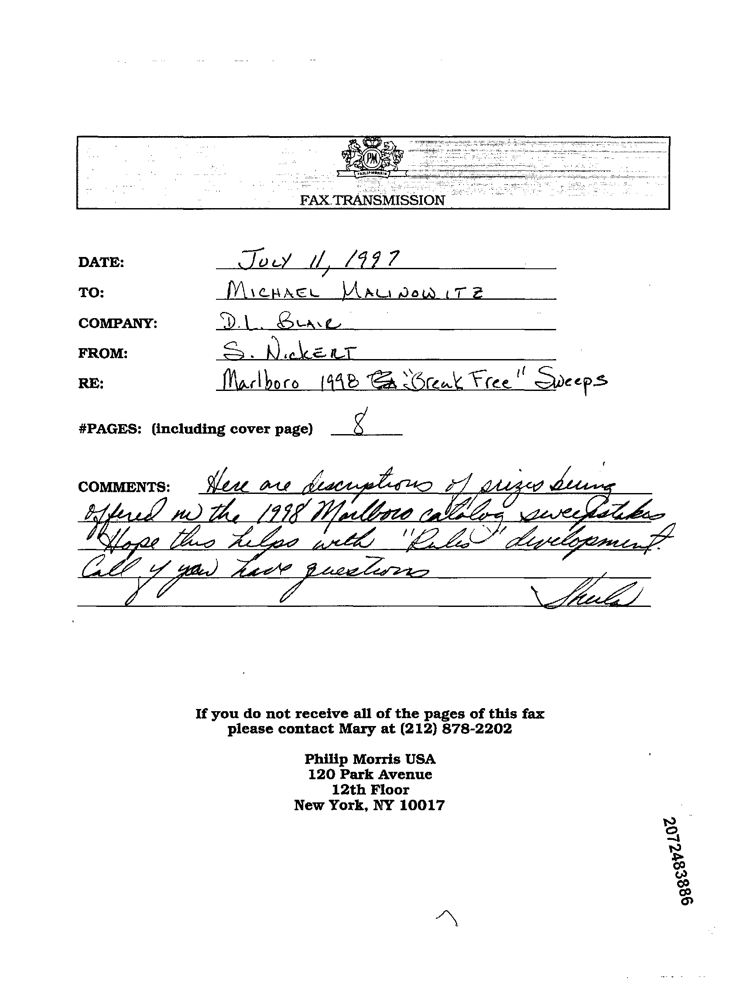 PM
PHILIP MORRIS
FAX TRANSMISSION
DATE: JULY 11, 1997
TO: MICHAEL MALINOWITZ
COMPANY: D.L. BLAIR
FROM: S. NICKERT
RE: Marlboro 1998 "Break Free" Sweeps
#PAGES: (including cover page) 8
COMMENTS: Here are descriptions of prizes being
offered in the 1998 Marlboro catalog sweepstakes
Hope this helps with "Rules" development.
Call if you have questions
Sheila
If you do not receive all of the pages of this fax
please contact Mary at (212) 878-2202
Philip Morris USA
120 Park Avenue
12th Floor
New York, NY 10017
2072483886